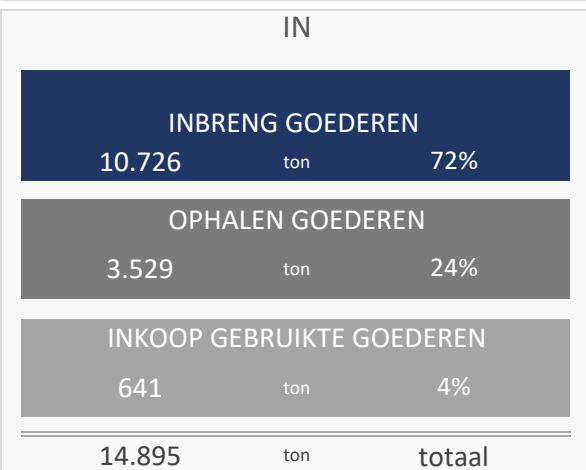 IN
INBRENG GOEDEREN
10.726 ton 72%
OPHALEN GOEDEREN
3.529 ton 24%
INKOOP GEBRUIKTE GOEDEREN
641 ton 4%
14.895 ton totaal